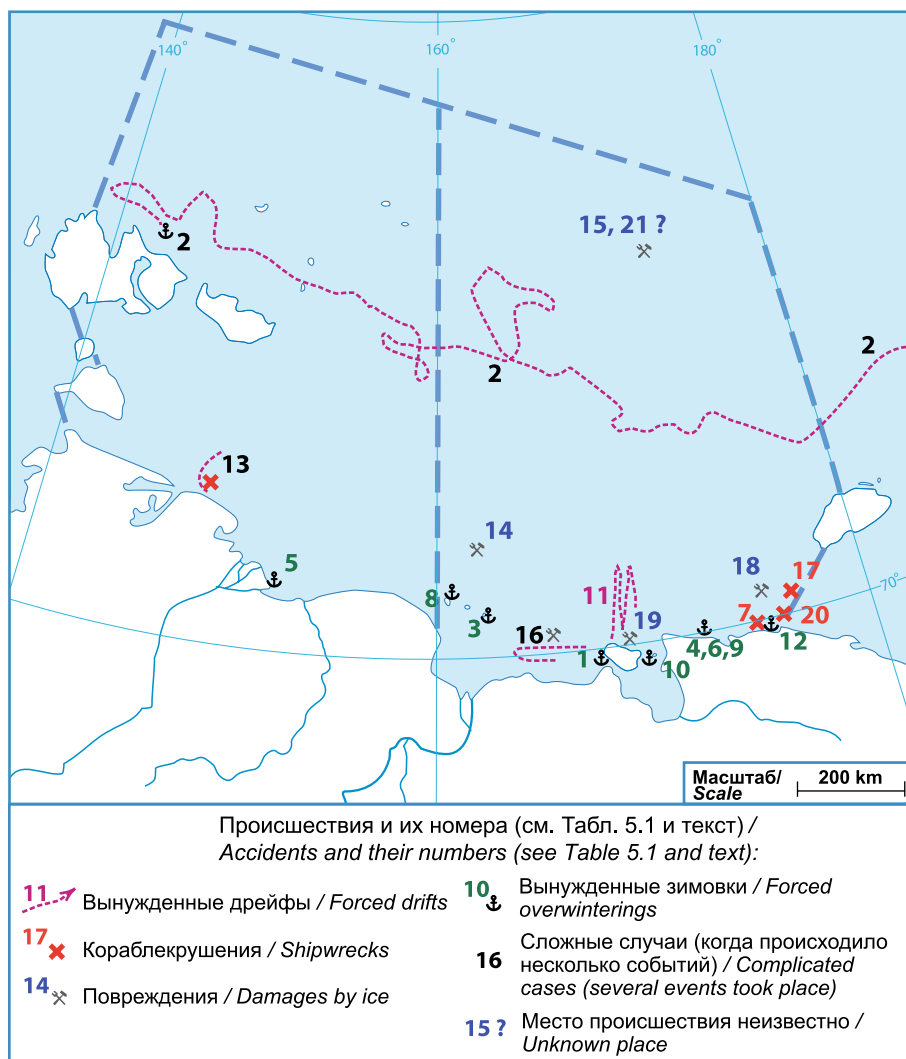 140°
160°
180°
15, 21 ?
2
2
2
13
14
5
18
17
8
11
70°
3
7
20
16
19
12
4,6,9
1
10
Масштаб/
Scale
200 km
Происшествия и их номера (см. Табл. 5.1 и текст) /
Accidents and their numbers (see Table 5.1 and text):
11 Вынужденные дрейфы / Forced drifts
17 Кораблекрушения / Shipwrecks
14 Повреждения / Damages by ice
10 Вынужденные зимовки / Forced
overwinterings
Сложные случаи (когда происходило
16 несколько событий) / Complicated
cases (several events took place)
15 ? Место происшествия неизвестно /
Unknown place